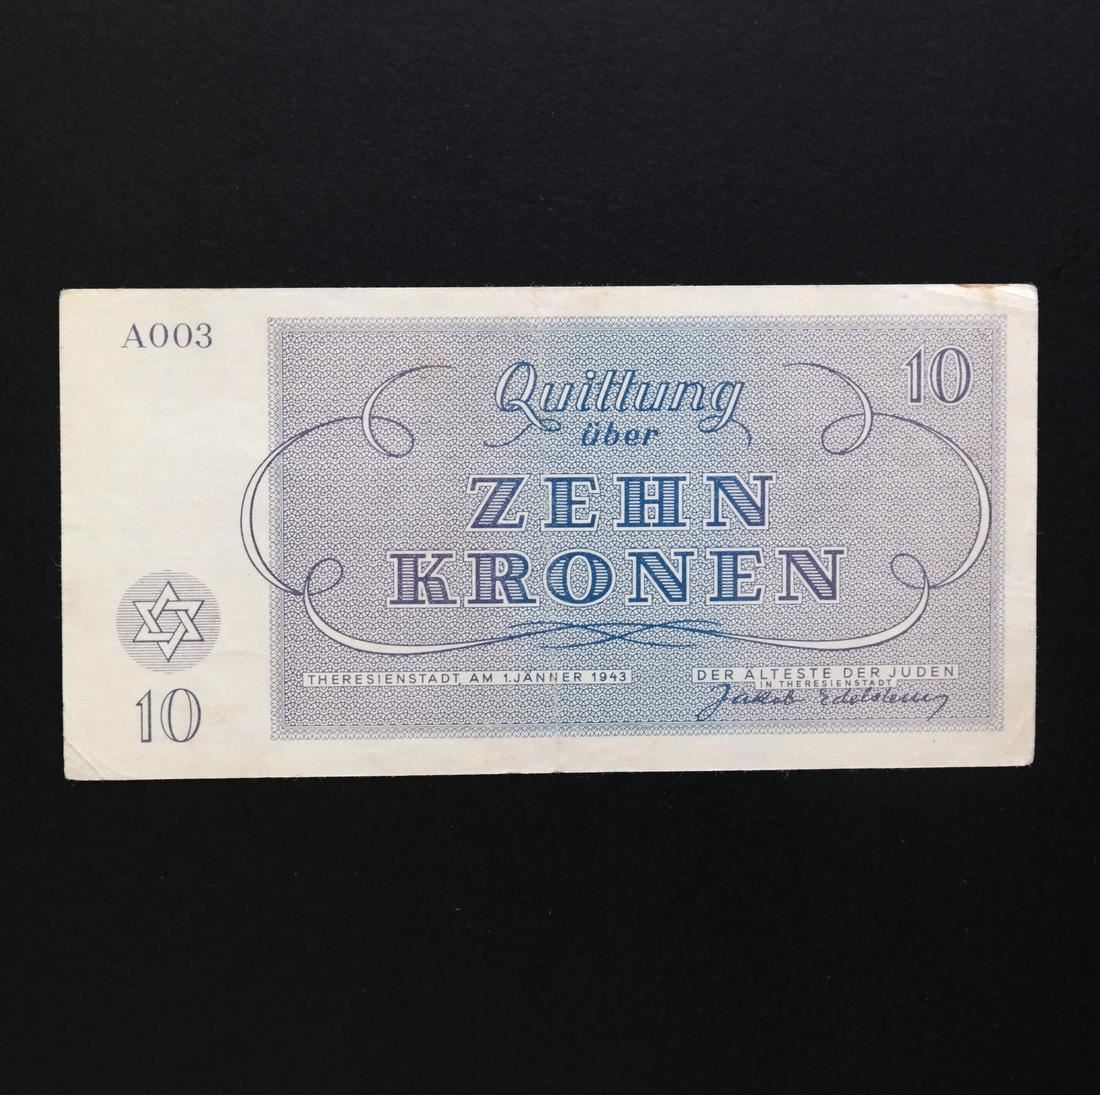 A003
10
Quittung
über
ZEHN
KRONEN
THERESIENSTADT, AM 1. JÄNNER 1943
DER ÄLTESTE DER JUDEN
IN THERESIENSTADT
Jakob Edelstein
10